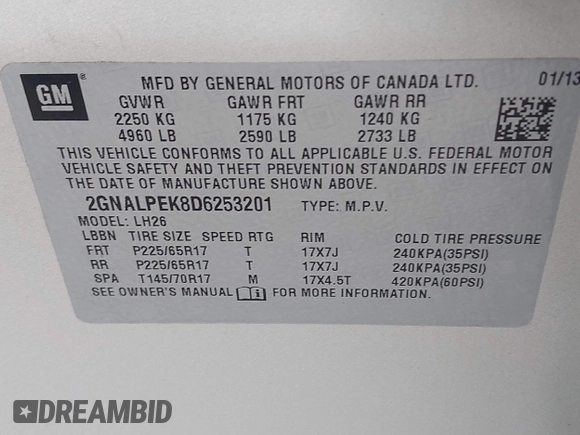 GM ® MFD BY GENERAL MOTORS OF CANADA LTD. 01/13
GVWR GAWR FRT GAWR RR
2250 KG 1175 KG 1240 KG
4960 LB 2590 LB 2733 LB
THIS VEHICLE CONFORMS TO ALL APPLICABLE U.S. FEDERAL MOTOR
VEHICLE SAFETY AND THEFT PREVENTION STANDARDS IN EFFECT ON
THE DATE OF MANUFACTURE SHOWN ABOVE.
2GNALPEK8D6253201 TYPE: M.P.V.
MODEL: LH26
LBBN TIRE SIZE SPEED RTG RIM COLD TIRE PRESSURE
FRT P225/65R17 T 17X7J 240KPA(35PSI)
RR P225/65R17 T 17X7J 240KPA(35PSI)
SPA T145/70R17 M 17X4.5T 420KPA(60PSI)
SEE OWNER'S MANUAL i FOR MORE INFORMATION.
DREAMBID